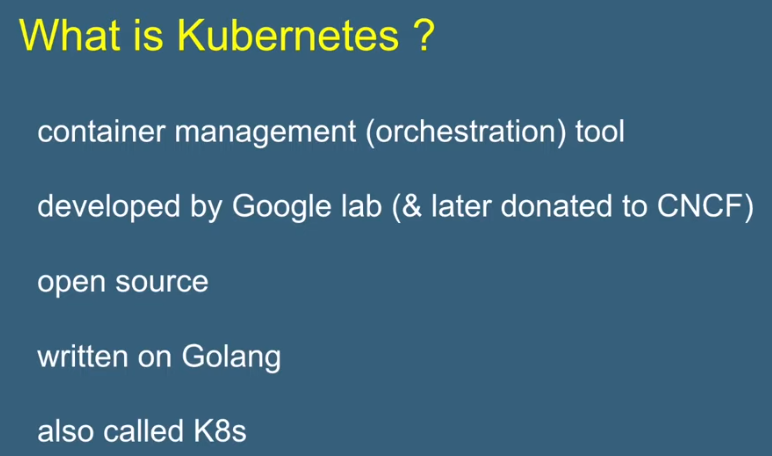 What is Kubernetes ?
container management (orchestration) tool
developed by Google lab (& later donated to CNCF)
open source
written on Golang
also called K8s